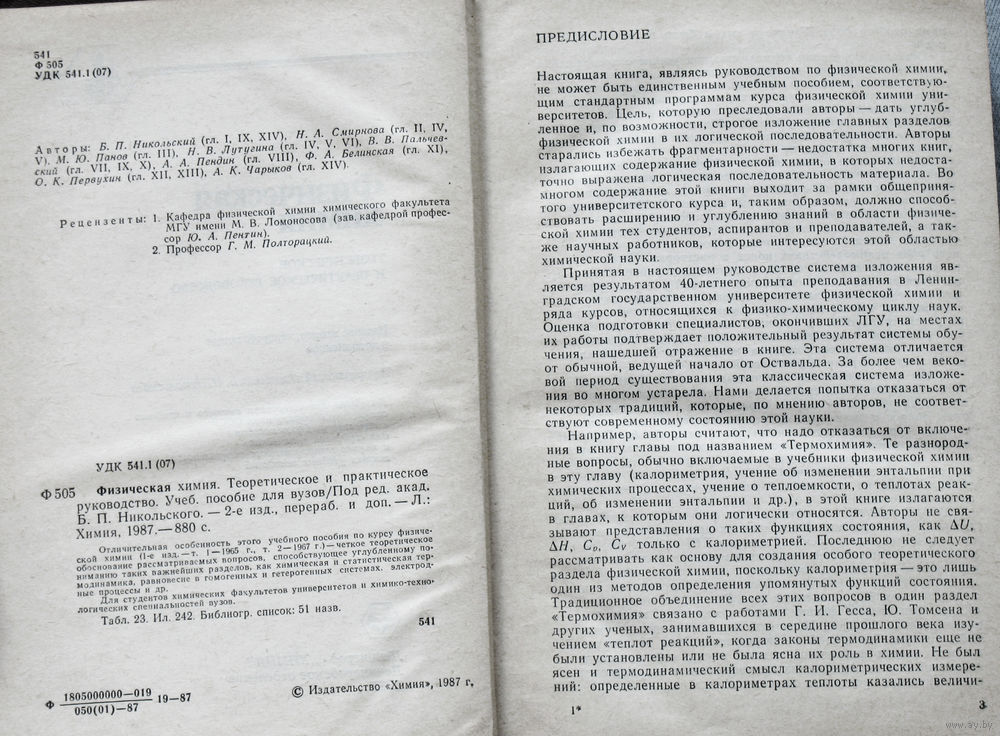 541
Ф 505
УДК 541.1(07)
Авторы: Б. П. Никольский (гл. I, IX, XIV), Н. А. Смирнова (гл. II, IV,
V), М. Ю. Панов (гл. III), Н. В. Лутугина (гл. IV, V, VI), В. В. Пальчев-
ский (гл. VII, IX, X), А. А. Пендин (гл. VIII), Ф. А. Белинская (гл. XI),
О. К. Первухин (гл. XII, XIII), А. К. Чарыков (гл. XIV).
Рецензенты: 1. Кафедра физической химии химического факультета
МГУ имени М. В. Ломоносова (зав. кафедрой профес-
сор Ю. А. Пентин).
2. Профессор Г. М. Полторацкий.
УДК 541.1 (07)
Ф 505 Физическая химия. Теоретическое и практическое
руководство. Учеб. пособие для вузов/Под ред. акад.
Б. П. Никольского. — 2-е изд., перераб. и доп. — Л.:
Химия, 1987.—880 с.
Отличительная особенность этого учебного пособия по курсу физиче-
ской химии (1-е изд.—т. 1—1965 г., т. 2—1967 г.)—четкое теоретическое
обоснование рассматриваемых вопросов, способствующее углубленному по-
ниманию таких важнейших разделов, как химическая и статистическая тер-
модинамика, равновесие в гомогенных и гетерогенных системах, электрод-
ные процессы и др.
Для студентов химических факультетов университетов и химико-техно-
логических специальностей вузов.
Табл. 23. Ил. 242. Библиогр. список: 51 назв.
541
Ф 1805000000—019
050(01)—87 19—87
© Издательство «Химия», 1987 г.
ПРЕДИСЛОВИЕ
Настоящая книга, являясь руководством по физической химии,
не может быть единственным учебным пособием, соответствую-
щим стандартным программам курса физической химии уни-
верситетов. Цель, которую преследовали авторы — дать углуб-
ленное и, по возможности, строгое изложение главных разделов
физической химии в их логической последовательности. Авторы
старались избежать фрагментарности — недостатка многих книг,
излагающих содержание физической химии, в которых недоста-
точно выражена логическая последовательность материала. Во
многом содержание этой книги выходит за рамки общеприня-
того университетского курса и, таким образом, должно способ-
ствовать расширению и углублению знаний в области физиче-
ской химии тех студентов, аспирантов и преподавателей, а так-
же научных работников, которые интересуются этой областью
химической науки.
Принятая в настоящем руководстве система изложения яв-
ляется результатом 40-летнего опыта преподавания в Ленин-
градском государственном университете физической химии и
ряда курсов, относящихся к физико-химическому циклу наук.
Оценка подготовки специалистов, окончивших ЛГУ, на местах
их работы подтверждает положительный результат системы обу-
чения, нашедшей отражение в книге. Эта система отличается
от обычной, ведущей начало от Оствальда. За более чем веко-
вой период существования эта классическая система изложе-
ния во многом устарела. Нами делается попытка отказаться от
некоторых традиций, которые, по мнению авторов, не соответ-
ствуют современному состоянию этой науки.
Например, авторы считают, что надо отказаться от включе-
ния в книгу главы под названием «Термохимия». Те разнород-
ные вопросы, обычно включаемые в учебники физической химии
в эту главу (калориметрия, учение об изменении энтальпии при
химических процессах, учение о теплоемкости, о теплотах реак-
ций, об изменении энтальпии и др.), в этой книге излагаются
в главах, к которым они логически относятся. Авторы не свя-
зывают представления о таких функциях состояния, как ΔU,
ΔH, Cp, CV только с калориметрией. Последнюю не следует
рассматривать как основу для создания особого теоретического
раздела физической химии, поскольку калориметрия — это лишь
один из методов определения упомянутых функций состояния.
Традиционное объединение всех этих вопросов в один раздел
«Термохимия» связано с работами Г. И. Гесса, Ю. Томсена и
других ученых, занимавшихся в середине прошлого века изу-
чением «теплот реакций», когда законы термодинамики еще не
были установлены или не была ясна их роль в химии. Не был
ясен и термодинамический смысл калориметрических измере-
ний: определенные в калориметрах теплоты казались величи-
1*
3
www.ay.by